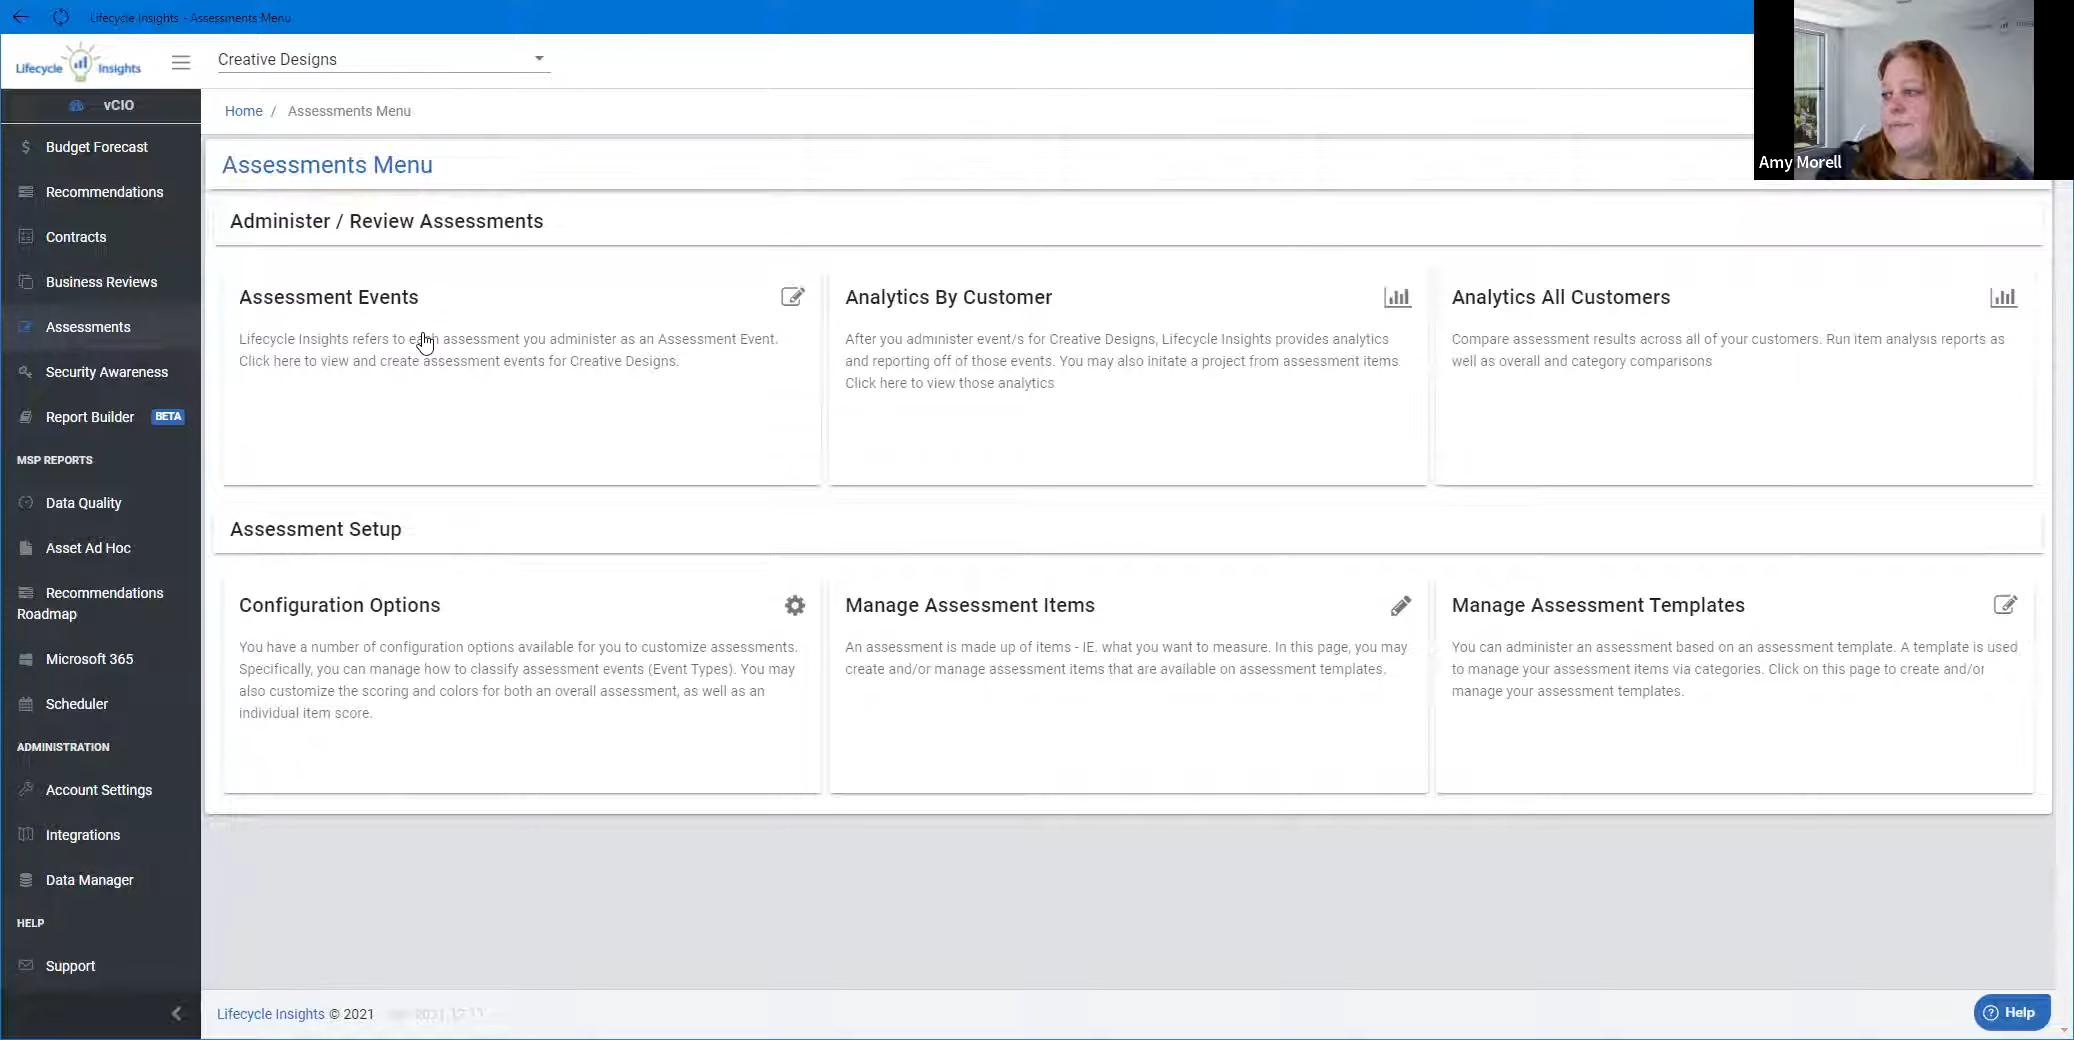 Lifecycle Insights - Assessments Menu
Lifecycle Insights
Creative Designs
Amy Morell
vCIO
Home / Assessments Menu
Budget Forecast
Recommendations
Contracts
Business Reviews
Assessments
Security Awareness
Report Builder BETA
MSP REPORTS
Data Quality
Asset Ad Hoc
Recommendations
Roadmap
Microsoft 365
Scheduler
ADMINISTRATION
Account Settings
Integrations
Data Manager
HELP
Support
Assessments Menu
Administer / Review Assessments
Assessment Events
Lifecycle Insights refers to each assessment you administer as an Assessment Event.
Click here to view and create assessment events for Creative Designs.
Analytics By Customer
After you administer event/s for Creative Designs, Lifecycle Insights provides analytics
and reporting off of those events. You may also initate a project from assessment items
Click here to view those analytics
Analytics All Customers
Compare assessment results across all of your customers. Run item analysis reports as
well as overall and category comparisons
Assessment Setup
Configuration Options
You have a number of configuration options available for you to customize assessments.
Specifically, you can manage how to classify assessment events (Event Types). You may
also customize the scoring and colors for both an overall assessment, as well as an
individual item score.
Manage Assessment Items
An assessment is made up of items - IE. what you want to measure. In this page, you may
create and/or manage assessment items that are available on assessment templates.
Manage Assessment Templates
You can administer an assessment based on an assessment template. A template is used
to manage your assessment items via categories. Click on this page to create and/or
manage your assessment templates.
Lifecycle Insights © 2021
Help